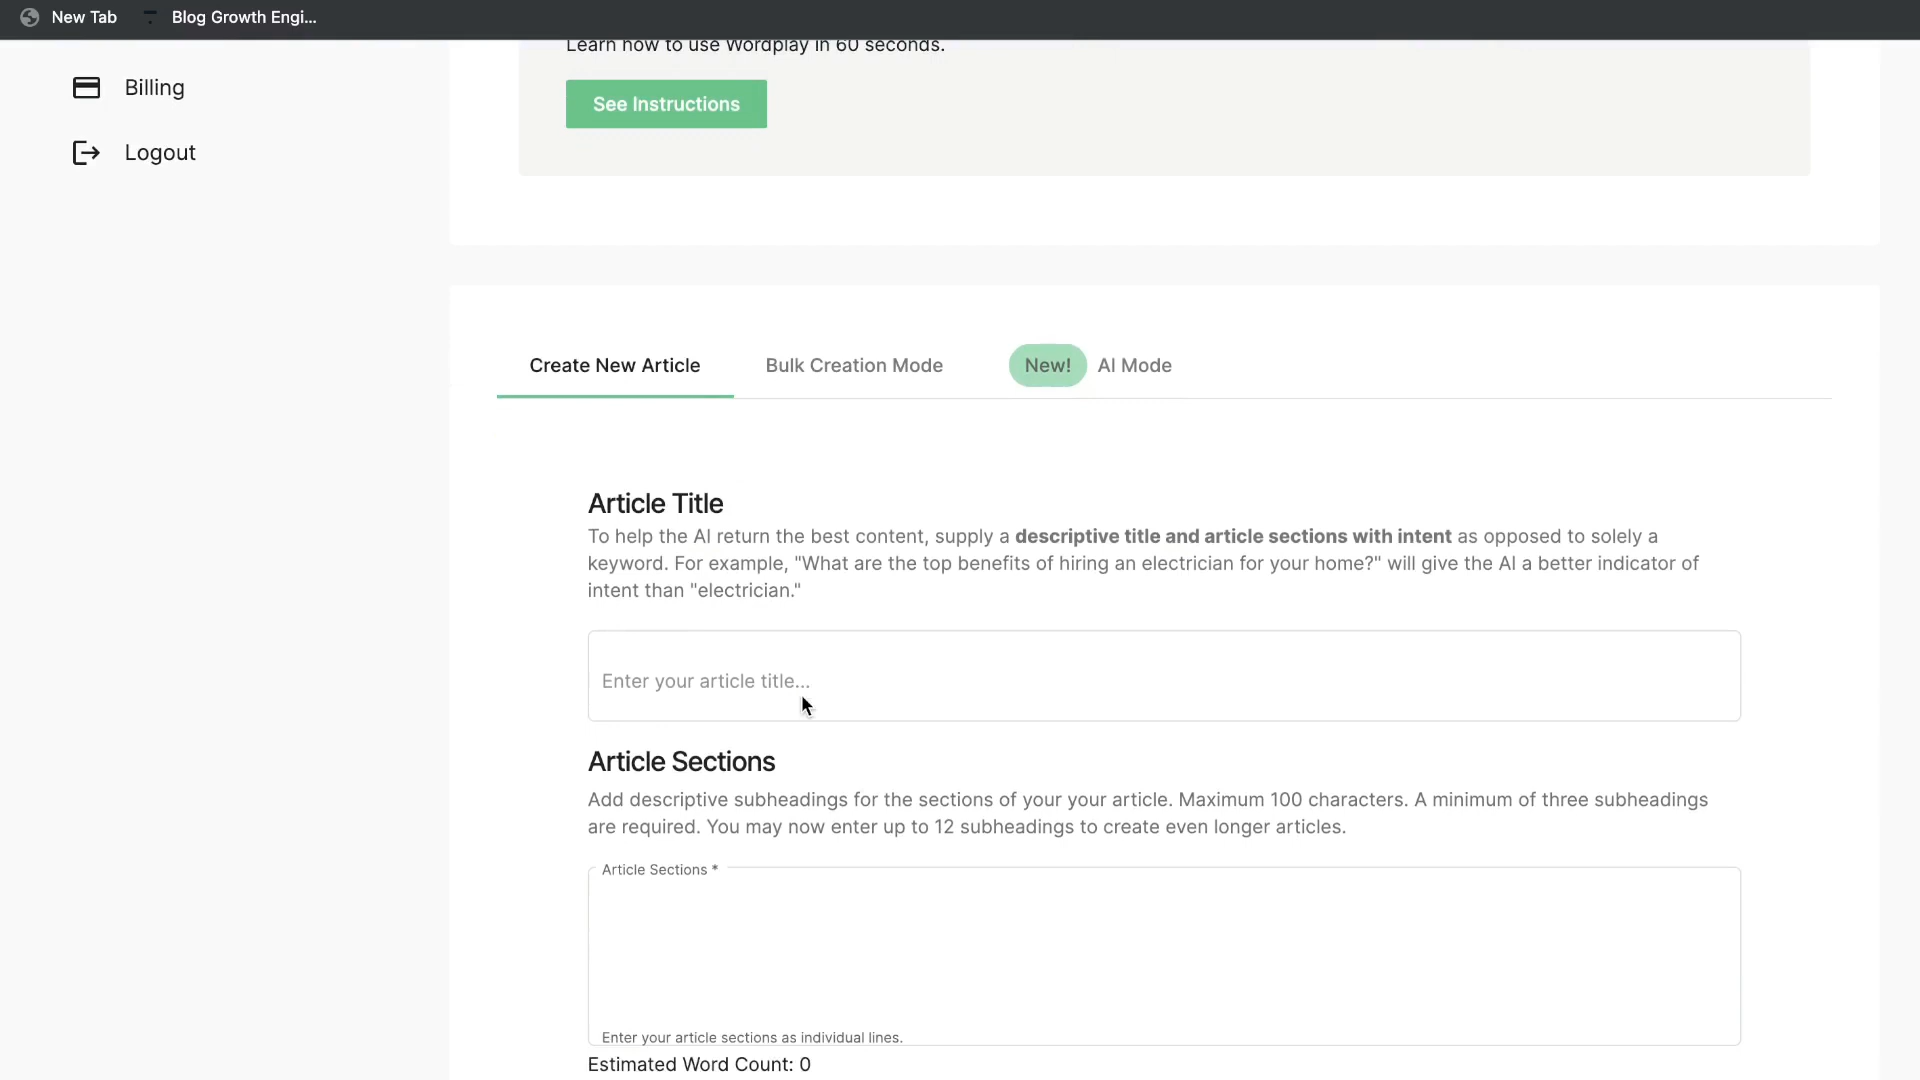 New Tab
Blog Growth Engi...
Learn how to use Wordplay in 60 seconds.
Billing
See Instructions
Logout
Create New Article
Bulk Creation Mode
New!
AI Mode
Article Title
To help the AI return the best content, supply a descriptive title and article sections with intent as opposed to solely a
keyword. For example, "What are the top benefits of hiring an electrician for your home?" will give the AI a better indicator of
intent than "electrician."
Enter your article title...
Article Sections
Add descriptive subheadings for the sections of your your article. Maximum 100 characters. A minimum of three subheadings
are required. You may now enter up to 12 subheadings to create even longer articles.
Article Sections *
Enter your article sections as individual lines.
Estimated Word Count: 0